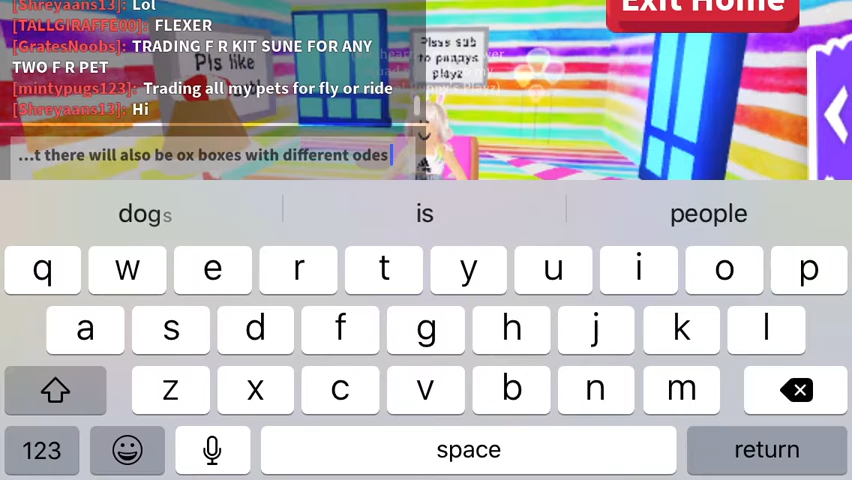 [Shreyaans13]: Lol
[TALLGIRAFFE00]: FLEXER
[GratesNoobs]: TRADING F R KIT SUNE FOR ANY
TWO F R PET
[mintypugs123]: Trading all my pets for fly or ride
[Shreyaans13]: Hi
Exit Home
Pls like
Plsss sub
to puppys
playz
...t there will also be ox boxes with different odes
dogs
is
people
q w e r t y u i o p
a s d f g h j k l
z x c v b n m
123
space
return